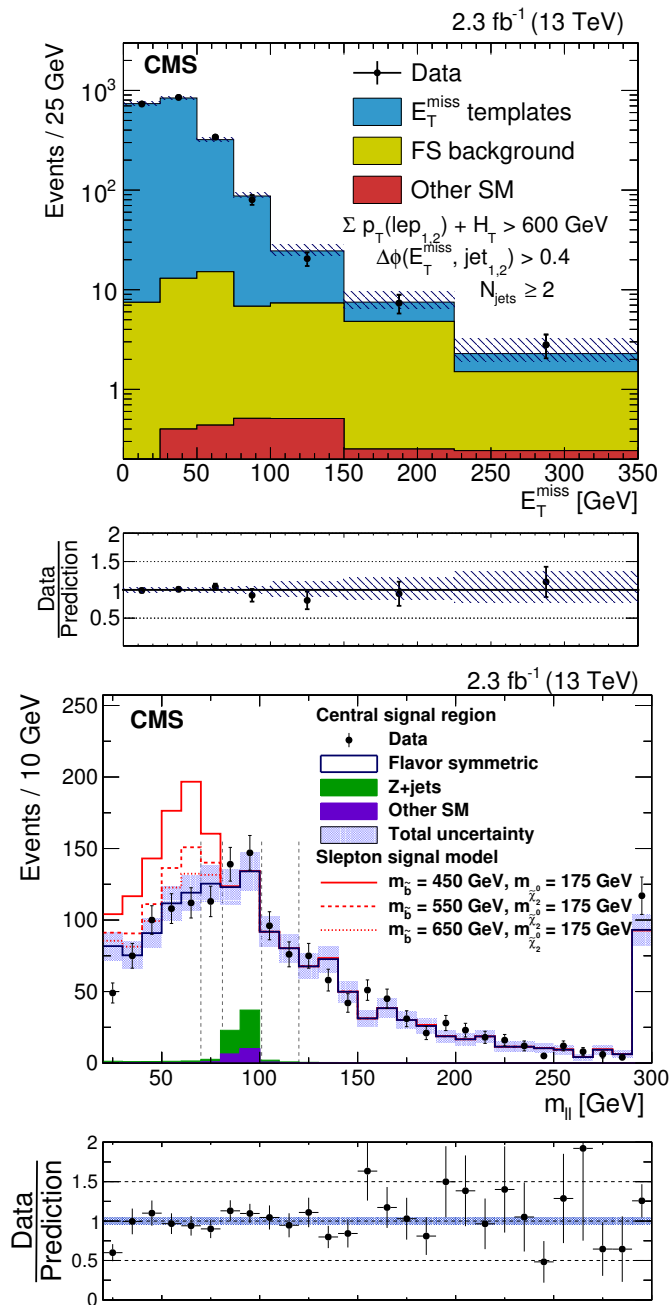 2.3 fb⁻¹ (13 TeV)
CMS
Data
E_T^miss templates
FS background
Other SM
Σ p_T(lep_1,2) + H_T > 600 GeV
Δϕ(E_T^miss, jet_1,2) > 0.4
N_jets ≥ 2
Events / 25 GeV
10³
10²
10
1
0 50 100 150 200 250 300 350
E_T^miss [GeV]
Data
Prediction
2
1.5
1
0.5
2.3 fb⁻¹ (13 TeV)
CMS
Central signal region
Data
Flavor symmetric
Z+jets
Other SM
Total uncertainty
Slepton signal model
m_b̃ = 450 GeV, m_χ̃₂⁰ = 175 GeV
m_b̃ = 550 GeV, m_χ̃₂⁰ = 175 GeV
m_b̃ = 650 GeV, m_χ̃₂⁰ = 175 GeV
Events / 10 GeV
250
200
150
100
50
0
50 100 150 200 250 300
m_ll [GeV]
Data
Prediction
2
1.5
1
0.5
0